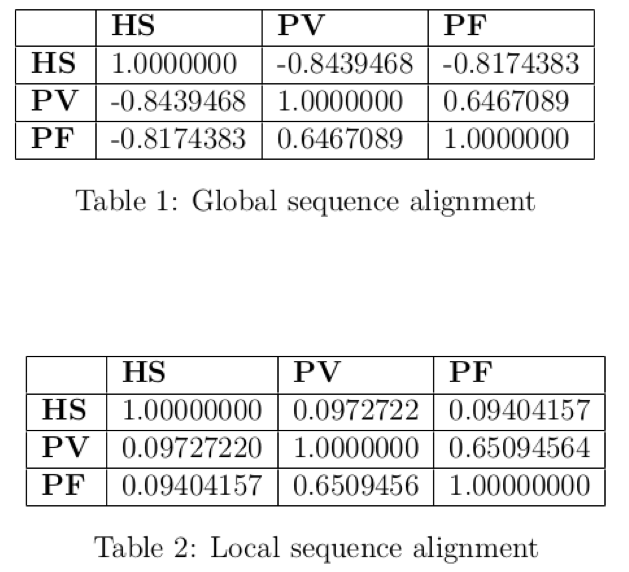 HS PV PF
HS 1.0000000 -0.8439468 -0.8174383
PV -0.8439468 1.0000000 0.6467089
PF -0.8174383 0.6467089 1.0000000
Table 1: Global sequence alignment
HS PV PF
HS 1.00000000 0.0972722 0.09404157
PV 0.09727220 1.0000000 0.65094564
PF 0.09404157 0.6509456 1.00000000
Table 2: Local sequence alignment